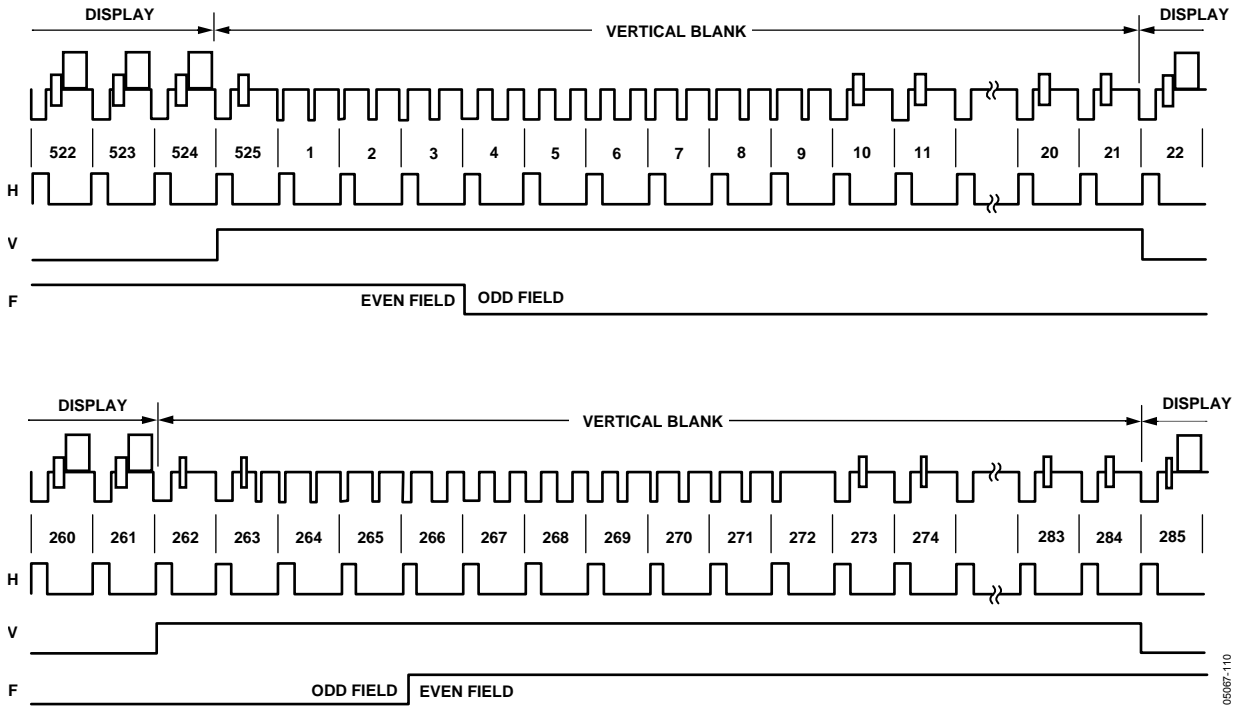 DISPLAY VERTICAL BLANK DISPLAY
522 523 524 525 1 2 3 4 5 6 7 8 9 10 11 20 21 22
H
V
F EVEN FIELD ODD FIELD
DISPLAY VERTICAL BLANK DISPLAY
260 261 262 263 264 265 266 267 268 269 270 271 272 273 274 283 284 285
H
V
F ODD FIELD EVEN FIELD
05067-110